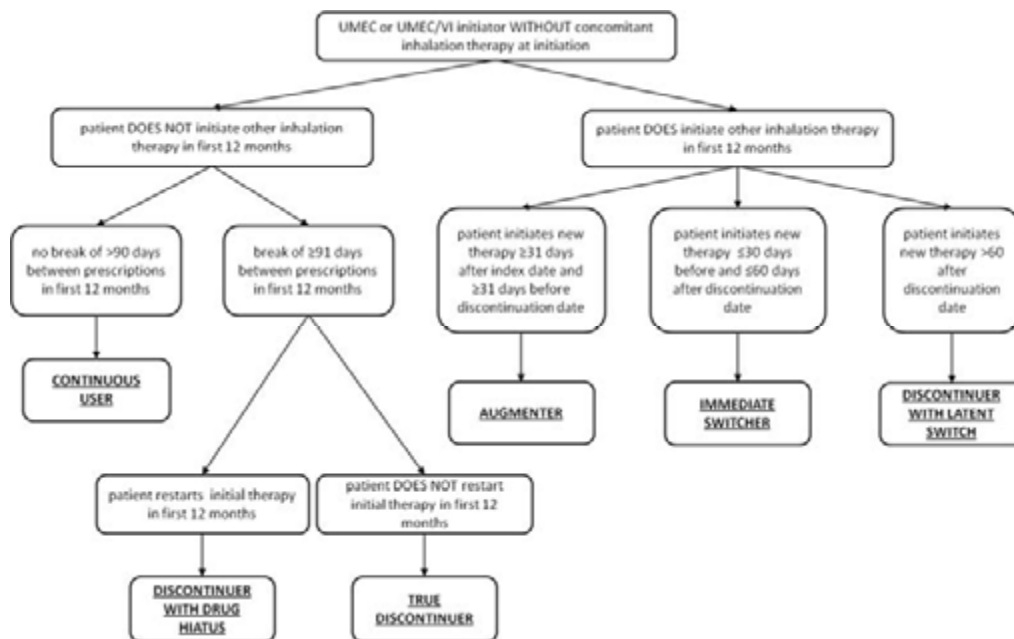 UMEC or UMEC/VI initiator WITHOUT concomitant
inhalation therapy at initiation
patient DOES NOT initiate other inhalation
therapy in first 12 months
patient DOES initiate other inhalation therapy
in first 12 months
no break of >90 days
between prescriptions
in first 12 months
break of ≥91 days
between prescriptions
in first 12 months
patient initiates new
therapy ≥31 days
after index date and
≥31 days before
discontinuation date
patient initiates new
therapy ≤30 days
before and ≤60 days
after discontinuation
date
patient initiates
new therapy >60
after
discontinuation
date
CONTINUOUS
USER
AUGMENTER
IMMEDIATE
SWITCHER
DISCONTINUER
WITH LATENT
SWITCH
patient restarts initial therapy
in first 12 months
patient DOES NOT restart
initial therapy in first 12
months
DISCONTINUER
WITH DRUG
HIATUS
TRUE
DISCONTINUER